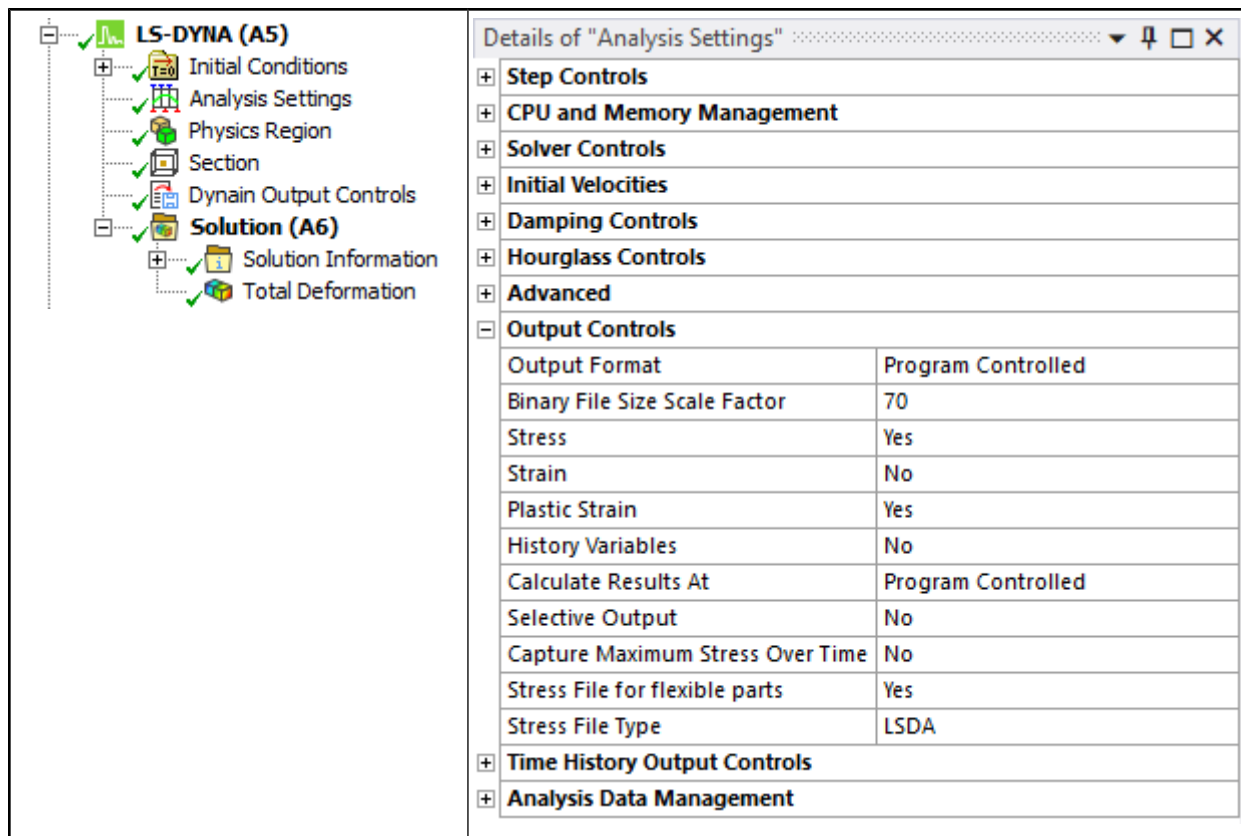 LS-DYNA (A5)
Initial Conditions
Analysis Settings
Physics Region
Section
Dynain Output Controls
Solution (A6)
Solution Information
Total Deformation
Details of "Analysis Settings"
Step Controls
CPU and Memory Management
Solver Controls
Initial Velocities
Damping Controls
Hourglass Controls
Advanced
Output Controls
Output Format Program Controlled
Binary File Size Scale Factor 70
Stress Yes
Strain No
Plastic Strain Yes
History Variables No
Calculate Results At Program Controlled
Selective Output No
Capture Maximum Stress Over Time No
Stress File for flexible parts Yes
Stress File Type LSDA
Time History Output Controls
Analysis Data Management